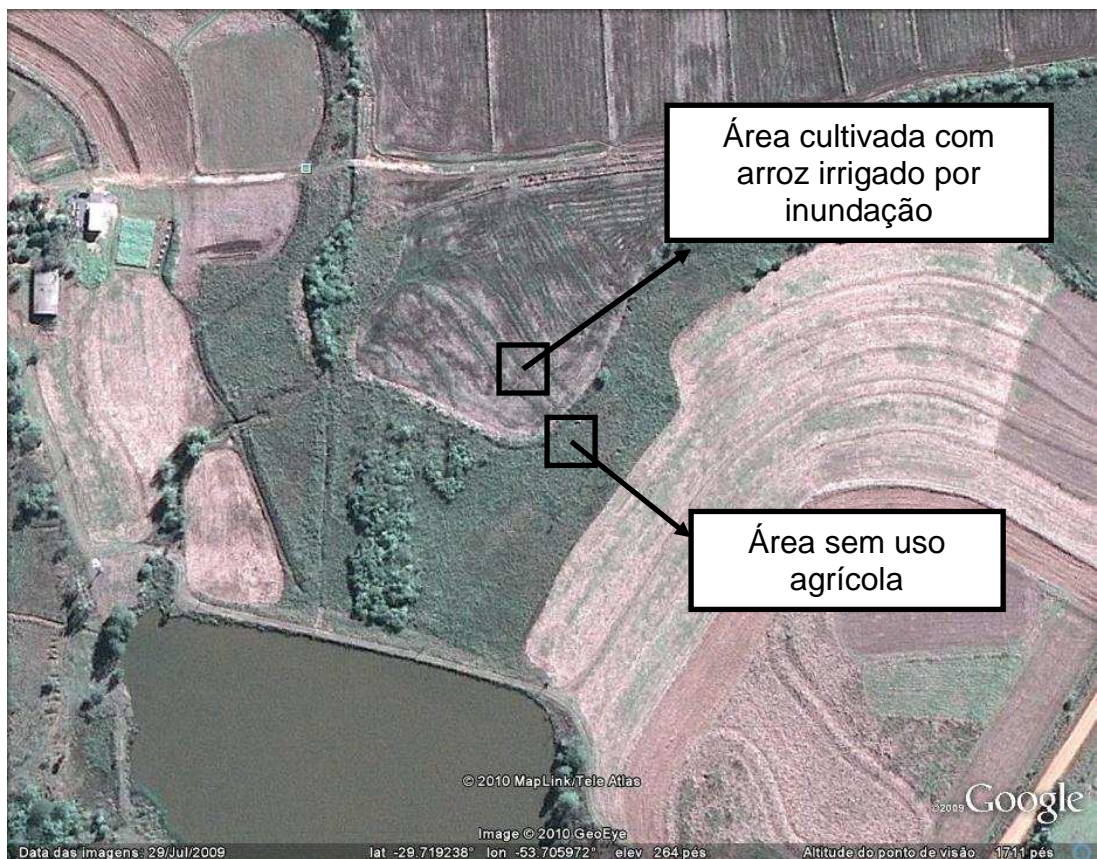 Área cultivada com
arroz irrigado por
inundação
Área sem uso
agrícola
© 2010 MapLink/Tele Atlas
©2009 Google
Image © 2010 GeoEye
Data das imagens: 29/Jul/2009 lat -29.719238° lon -53.705972° elev 264 pés Altitude do ponto de visão 1711 pés